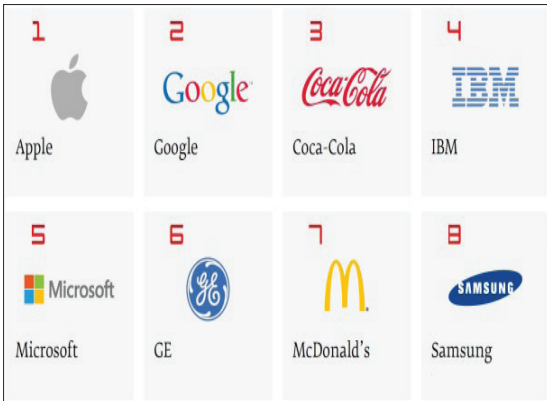 1 2 3 4
Google Coca-Cola IBM
Apple Google Coca-Cola IBM
5 6 7 8
Microsoft GE SAMSUNG
Microsoft GE McDonald's Samsung